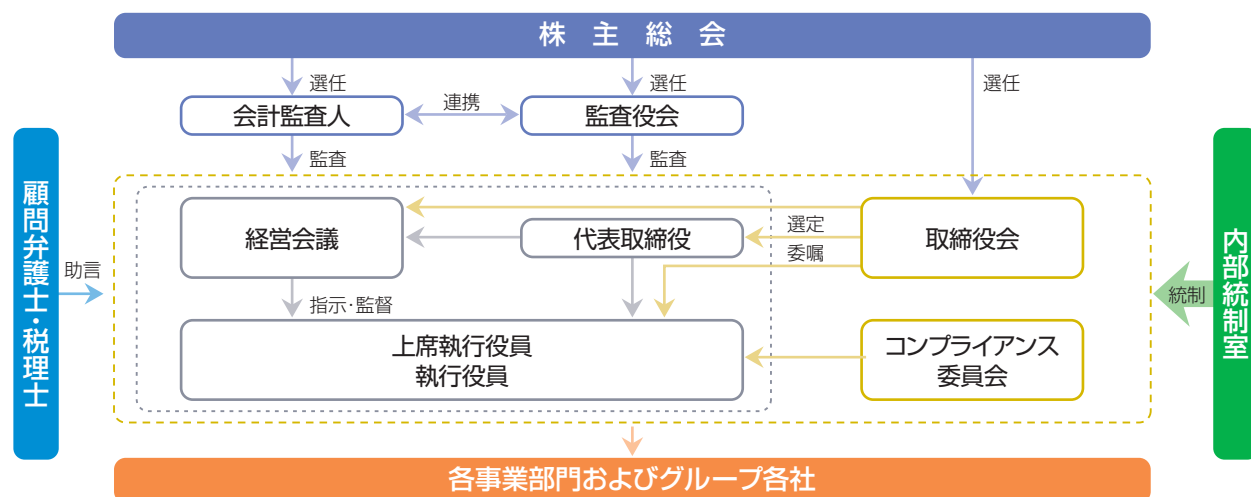 株主総会
選任
選任
選任
会計監査人
連携
監査役会
監査
監査
顧問弁護士・税理士
助言
経営会議
代表取締役
選定
委嘱
取締役会
指示・監督
上席執行役員
執行役員
コンプライアンス
委員会
統制
内部統制室
各事業部門およびグループ各社